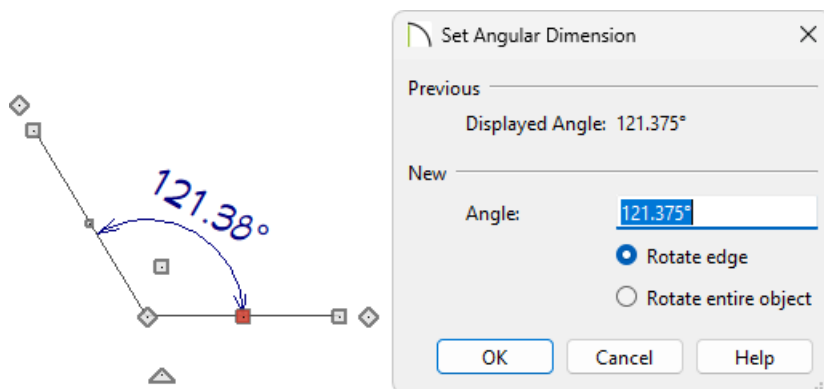 121.38°
Set Angular Dimension
Previous
Displayed Angle: 121.375°
New
Angle: 121.375°
Rotate edge
Rotate entire object
OK Cancel Help